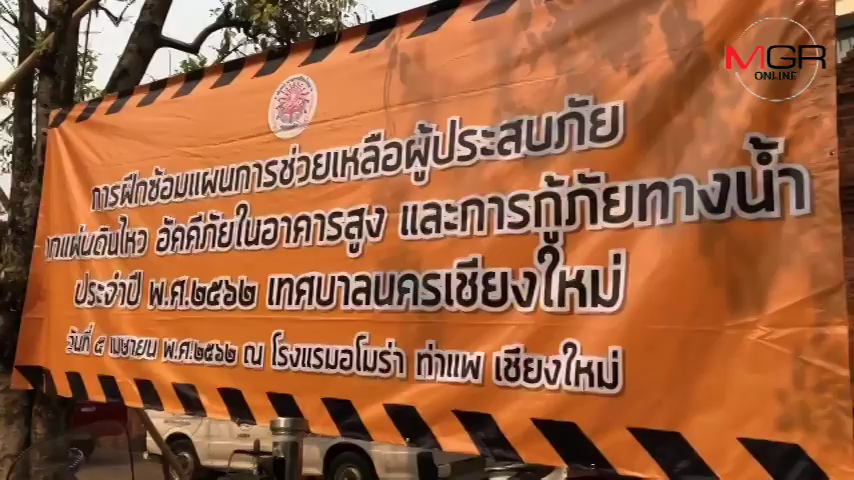 MGR
ONLINE
การฝึกซ้อมแผนการช่วยเหลือผู้ประสบภัย
จากแผ่นดินไหว อัคคีภัยในอาคารสูง และการกู้ภัยทางน้ำ
ประจำปี พ.ศ.๒๕๖๒ เทศบาลนครเชียงใหม่
วันที่ ๕ เมษายน พ.ศ.๒๕๖๒ ณ โรงแรมอโมร่า ท่าแพ เชียงใหม่